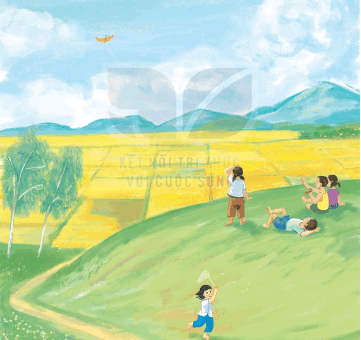 KẾT NỐI TRI THỨC
VỚI CUỘC SỐNG